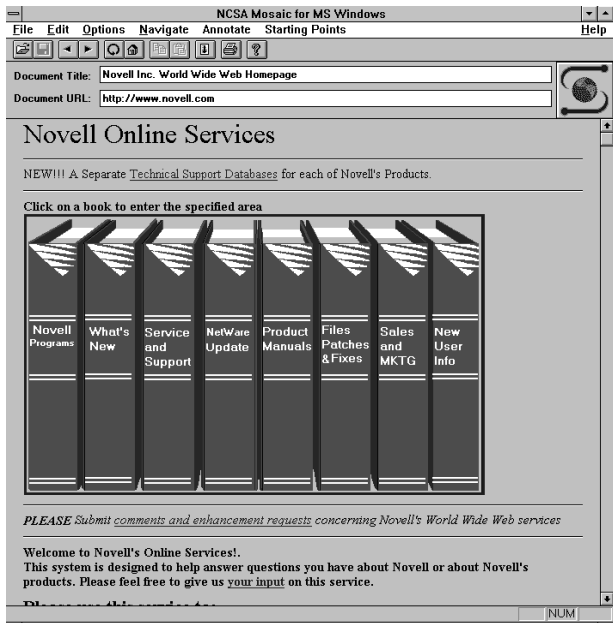 NCSA Mosaic for MS Windows
File Edit Options Navigate Annotate Starting Points Help
Document Title: Novell Inc. World Wide Web Homepage
Document URL: http://www.novell.com
Novell Online Services
NEW!!! A Separate Technical Support Databases for each of Novell's Products.
Click on a book to enter the specified area
Novell
Programs
What's
New
Service
and
Support
NetWare
Update
Product
Manuals
Files
Patches
&Fixes
Sales
and
MKTG
New
User
Info
PLEASE Submit comments and enhancement requests concerning Novell's World Wide Web services
Welcome to Novell's Online Services!.
This system is designed to help answer questions you have about Novell or about Novell's
products. Please feel free to give us your input on this service.
Please use this service to:
NUM